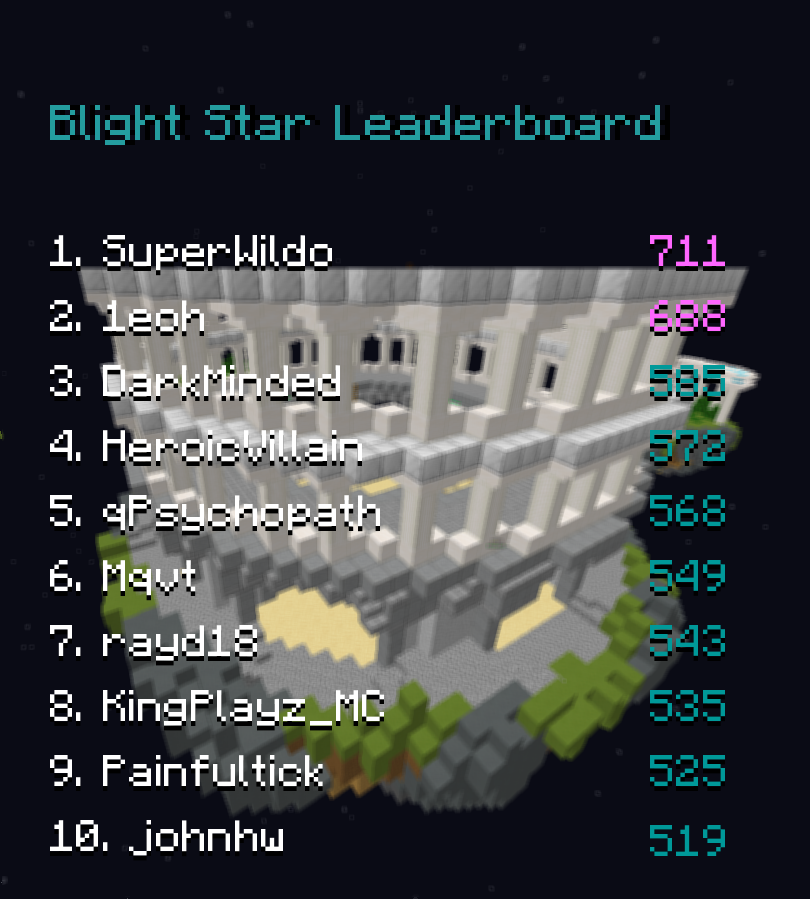 Blight Star Leaderboard
1. SuperWildo 711
2. 1eoh 688
3. DarkMinded 585
4. HeroicVillain 572
5. qPsychopath 568
6. Mqvt 549
7. rayd18 543
8. KingPlayz_MC 535
9. Painfultick 525
10. johnhw 519